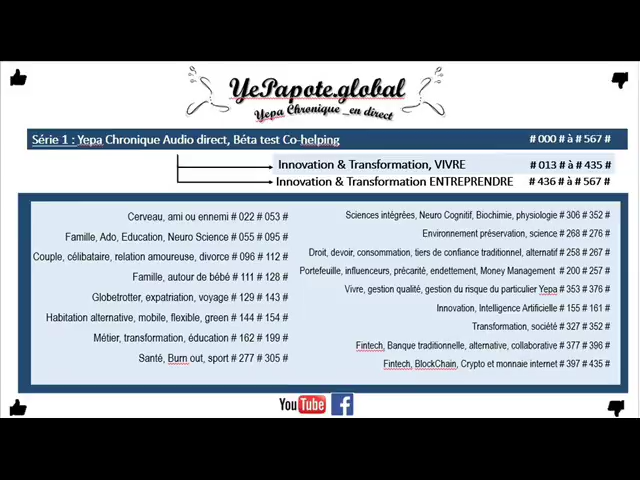 YePapote.global
Yepa Chronique _en direct
Série 1 : Yepa Chronique Audio direct, Béta test Co-helping # 000 # à # 567 #
Innovation & Transformation, VIVRE # 013 # à # 435 #
Innovation & Transformation ENTREPRENDRE # 436 # à # 567 #
Cerveau, ami ou ennemi # 022 # 053 #
Famille, Ado, Education, Neuro Science # 055 # 095 #
Couple, célibataire, relation amoureuse, divorce # 096 # 112 #
Famille, autour de bébé # 111 # 128 #
Globetrotter, expatriation, voyage # 129 # 143 #
Habitation alternative, mobile, flexible, green # 144 # 154 #
Métier, transformation, éducation # 162 # 199 #
Santé, Burn out, sport # 277 # 305 #
Sciences intégrées, Neuro Cognitif, Biochimie, physiologie # 306 # 352 #
Environnement préservation, science # 268 # 276 #
Droit, devoir, consommation, tiers de confiance traditionnel, alternatif # 258 # 267 #
Portefeuille, influenceurs, précarité, endettement, Money Management # 200 # 257 #
Vivre, gestion qualité, gestion du risque du particulier Yepa # 353 # 376 #
Innovation, Intelligence Artificielle # 155 # 161 #
Transformation, société # 327 # 352 #
Fintech, Banque traditionnelle, alternative, collaborative # 377 # 396 #
Fintech, BlockChain, Crypto et monnaie internet # 397 # 435 #
YouTube f